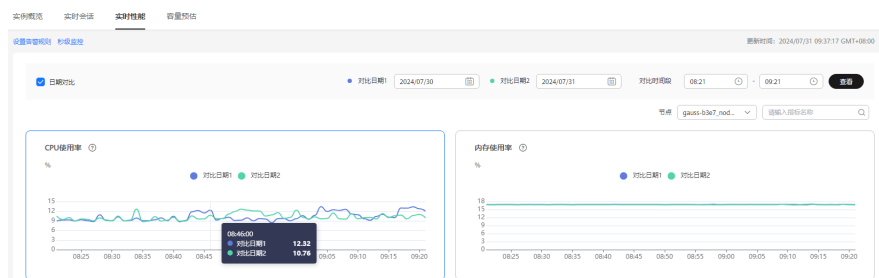 实例概览 实时会话 实时性能 容量预估
设置告警规则 秒级监控 更新时间：2024/07/31 09:37:17 GMT+08:00
日期对比 对比日期1 2024/07/30 对比日期2 2024/07/31 对比时间段 08:21 - 09:21 查看
节点 gauss-b3e7_nod... 请输入指标名称
CPU使用率
%
对比日期1 对比日期2
15
12
9
6
3
0
08:25 08:30 08:35 08:40 08:45 09:05 09:10 09:15 09:20
08:46:00
对比日期1 12.32
对比日期2 10.76
内存使用率
%
对比日期1 对比日期2
18
15
12
9
6
3
0
08:25 08:30 08:35 08:40 08:45 08:50 08:55 09:00 09:05 09:10 09:15 09:20